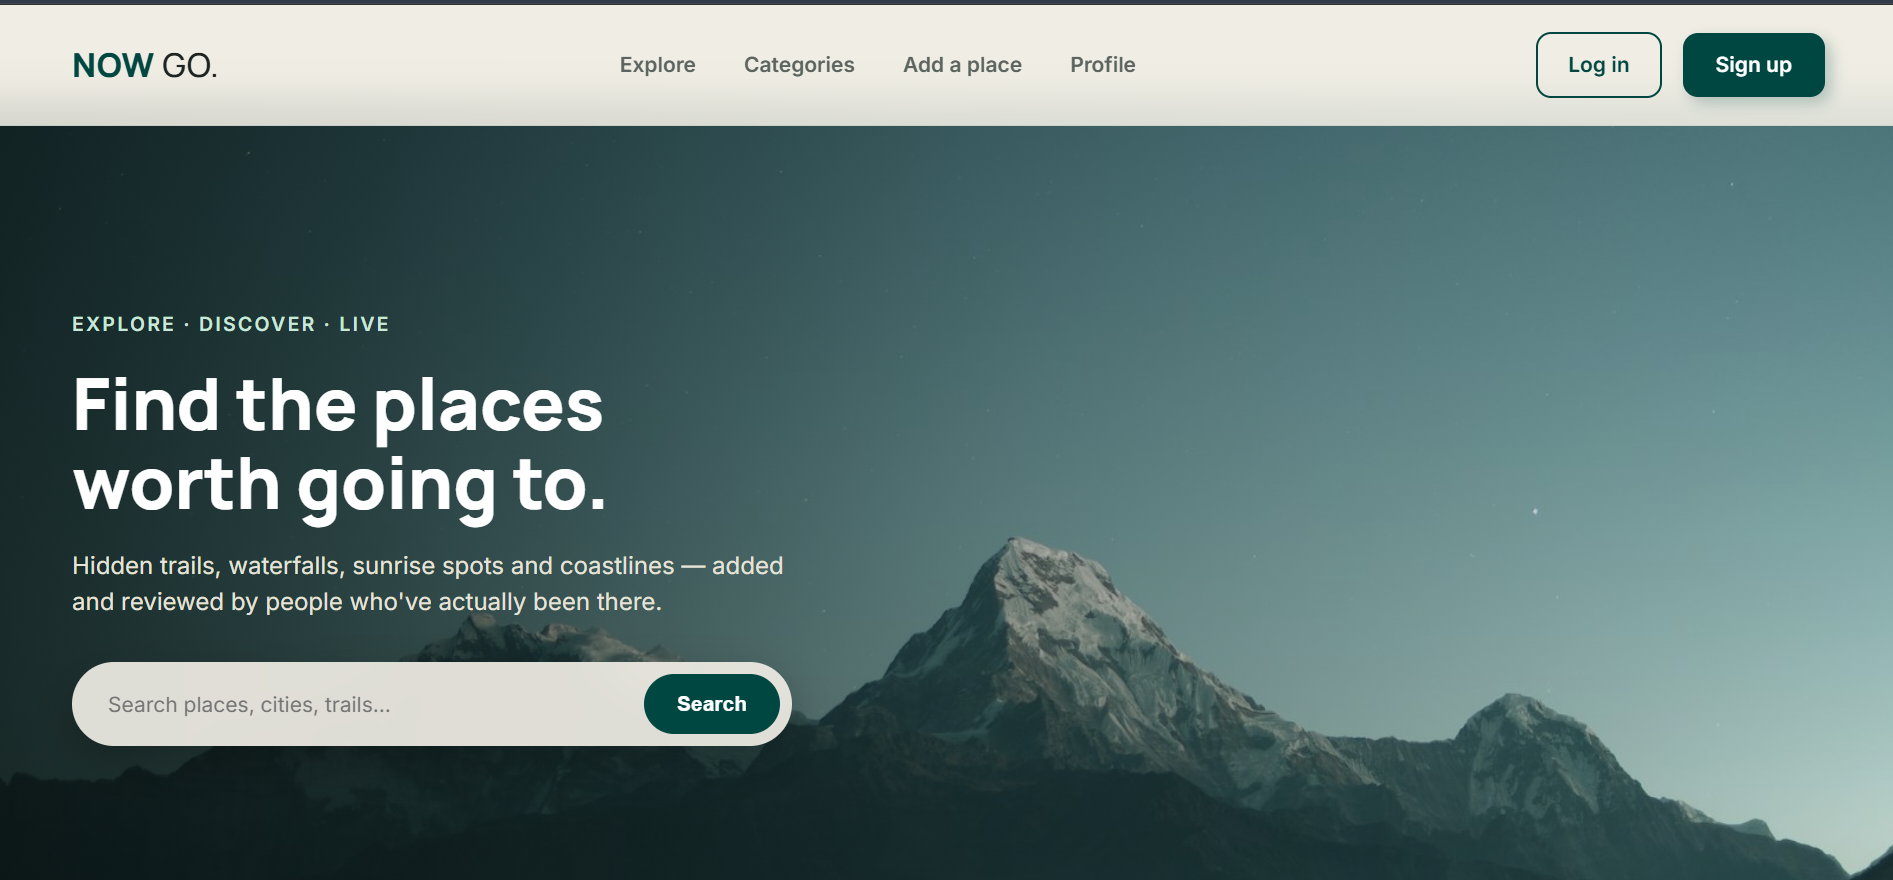 NOW GO.
Explore
Categories
Add a place
Profile
Log in
Sign up
EXPLORE · DISCOVER · LIVE
Find the places
worth going to.
Hidden trails, waterfalls, sunrise spots and coastlines — added
and reviewed by people who've actually been there.
Search places, cities, trails...
Search